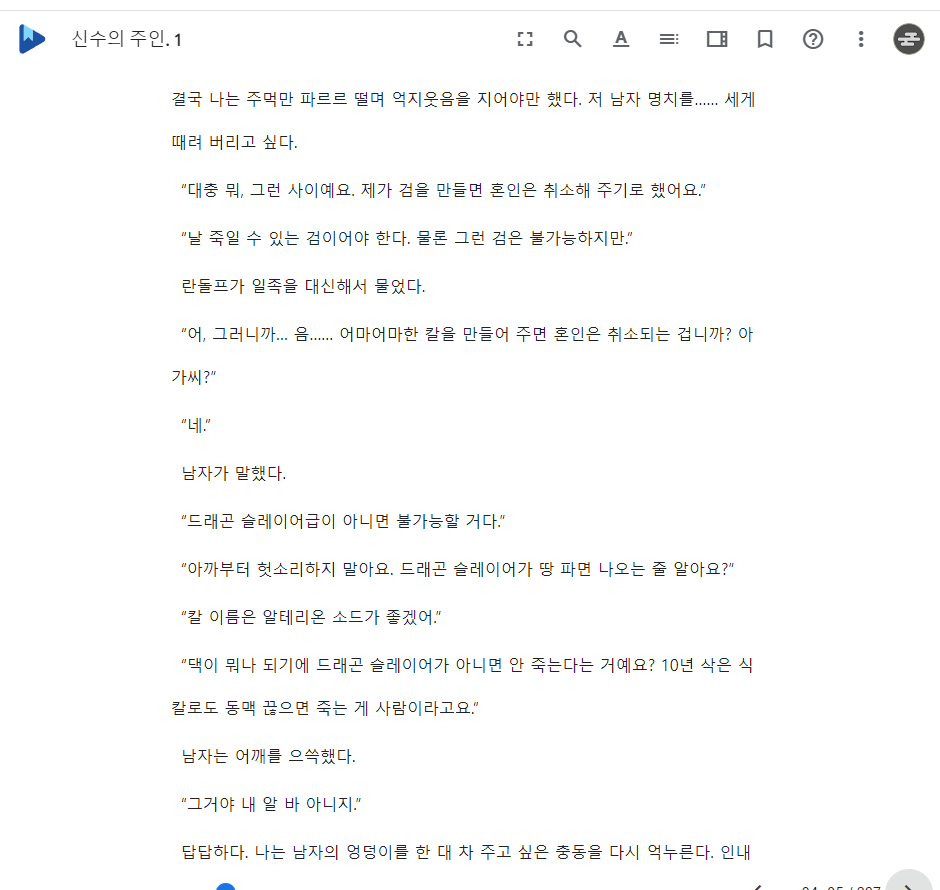 신수의 주인. 1
결국 나는 주먹만 파르르 떨며 억지웃음을 지어야만 했다. 저 남자 명치를...... 세게
때려 버리고 싶다.
“대충 뭐, 그런 사이예요. 제가 검을 만들면 혼인은 취소해 주기로 했어요.”
“날 죽일 수 있는 검이어야 한다. 물론 그런 검은 불가능하지만.”
란돌프가 일족을 대신해서 물었다.
“어, 그러니까... 음...... 어마어마한 칼을 만들어 주면 혼인은 취소되는 겁니까? 아
가씨?”
“네.”
남자가 말했다.
“드래곤 슬레이어급이 아니면 불가능할 거다.”
“아까부터 헛소리하지 말아요. 드래곤 슬레이어가 땅 파면 나오는 줄 알아요?”
“칼 이름은 알테리온 소드가 좋겠어.”
“댁이 뭐나 되기에 드래곤 슬레이어가 아니면 안 죽는다는 거예요? 10년 삭은 식
칼로도 동맥 끊으면 죽는 게 사람이라고요.”
남자는 어깨를 으쓱했다.
“그거야 내 알 바 아니지.”
답답하다. 나는 남자의 엉덩이를 한 대 차 주고 싶은 충동을 다시 억누른다. 인내